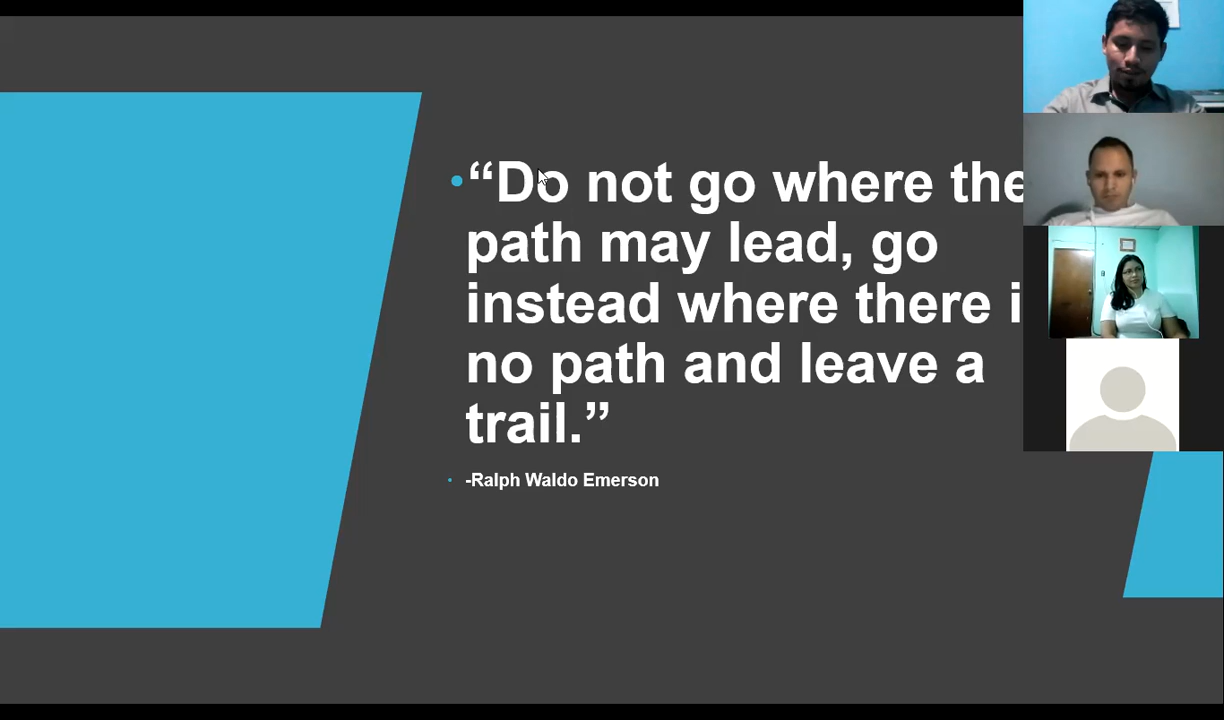 “Do not go where the
path may lead, go
instead where there
no path and leave a
trail.”
-Ralph Waldo Emerson